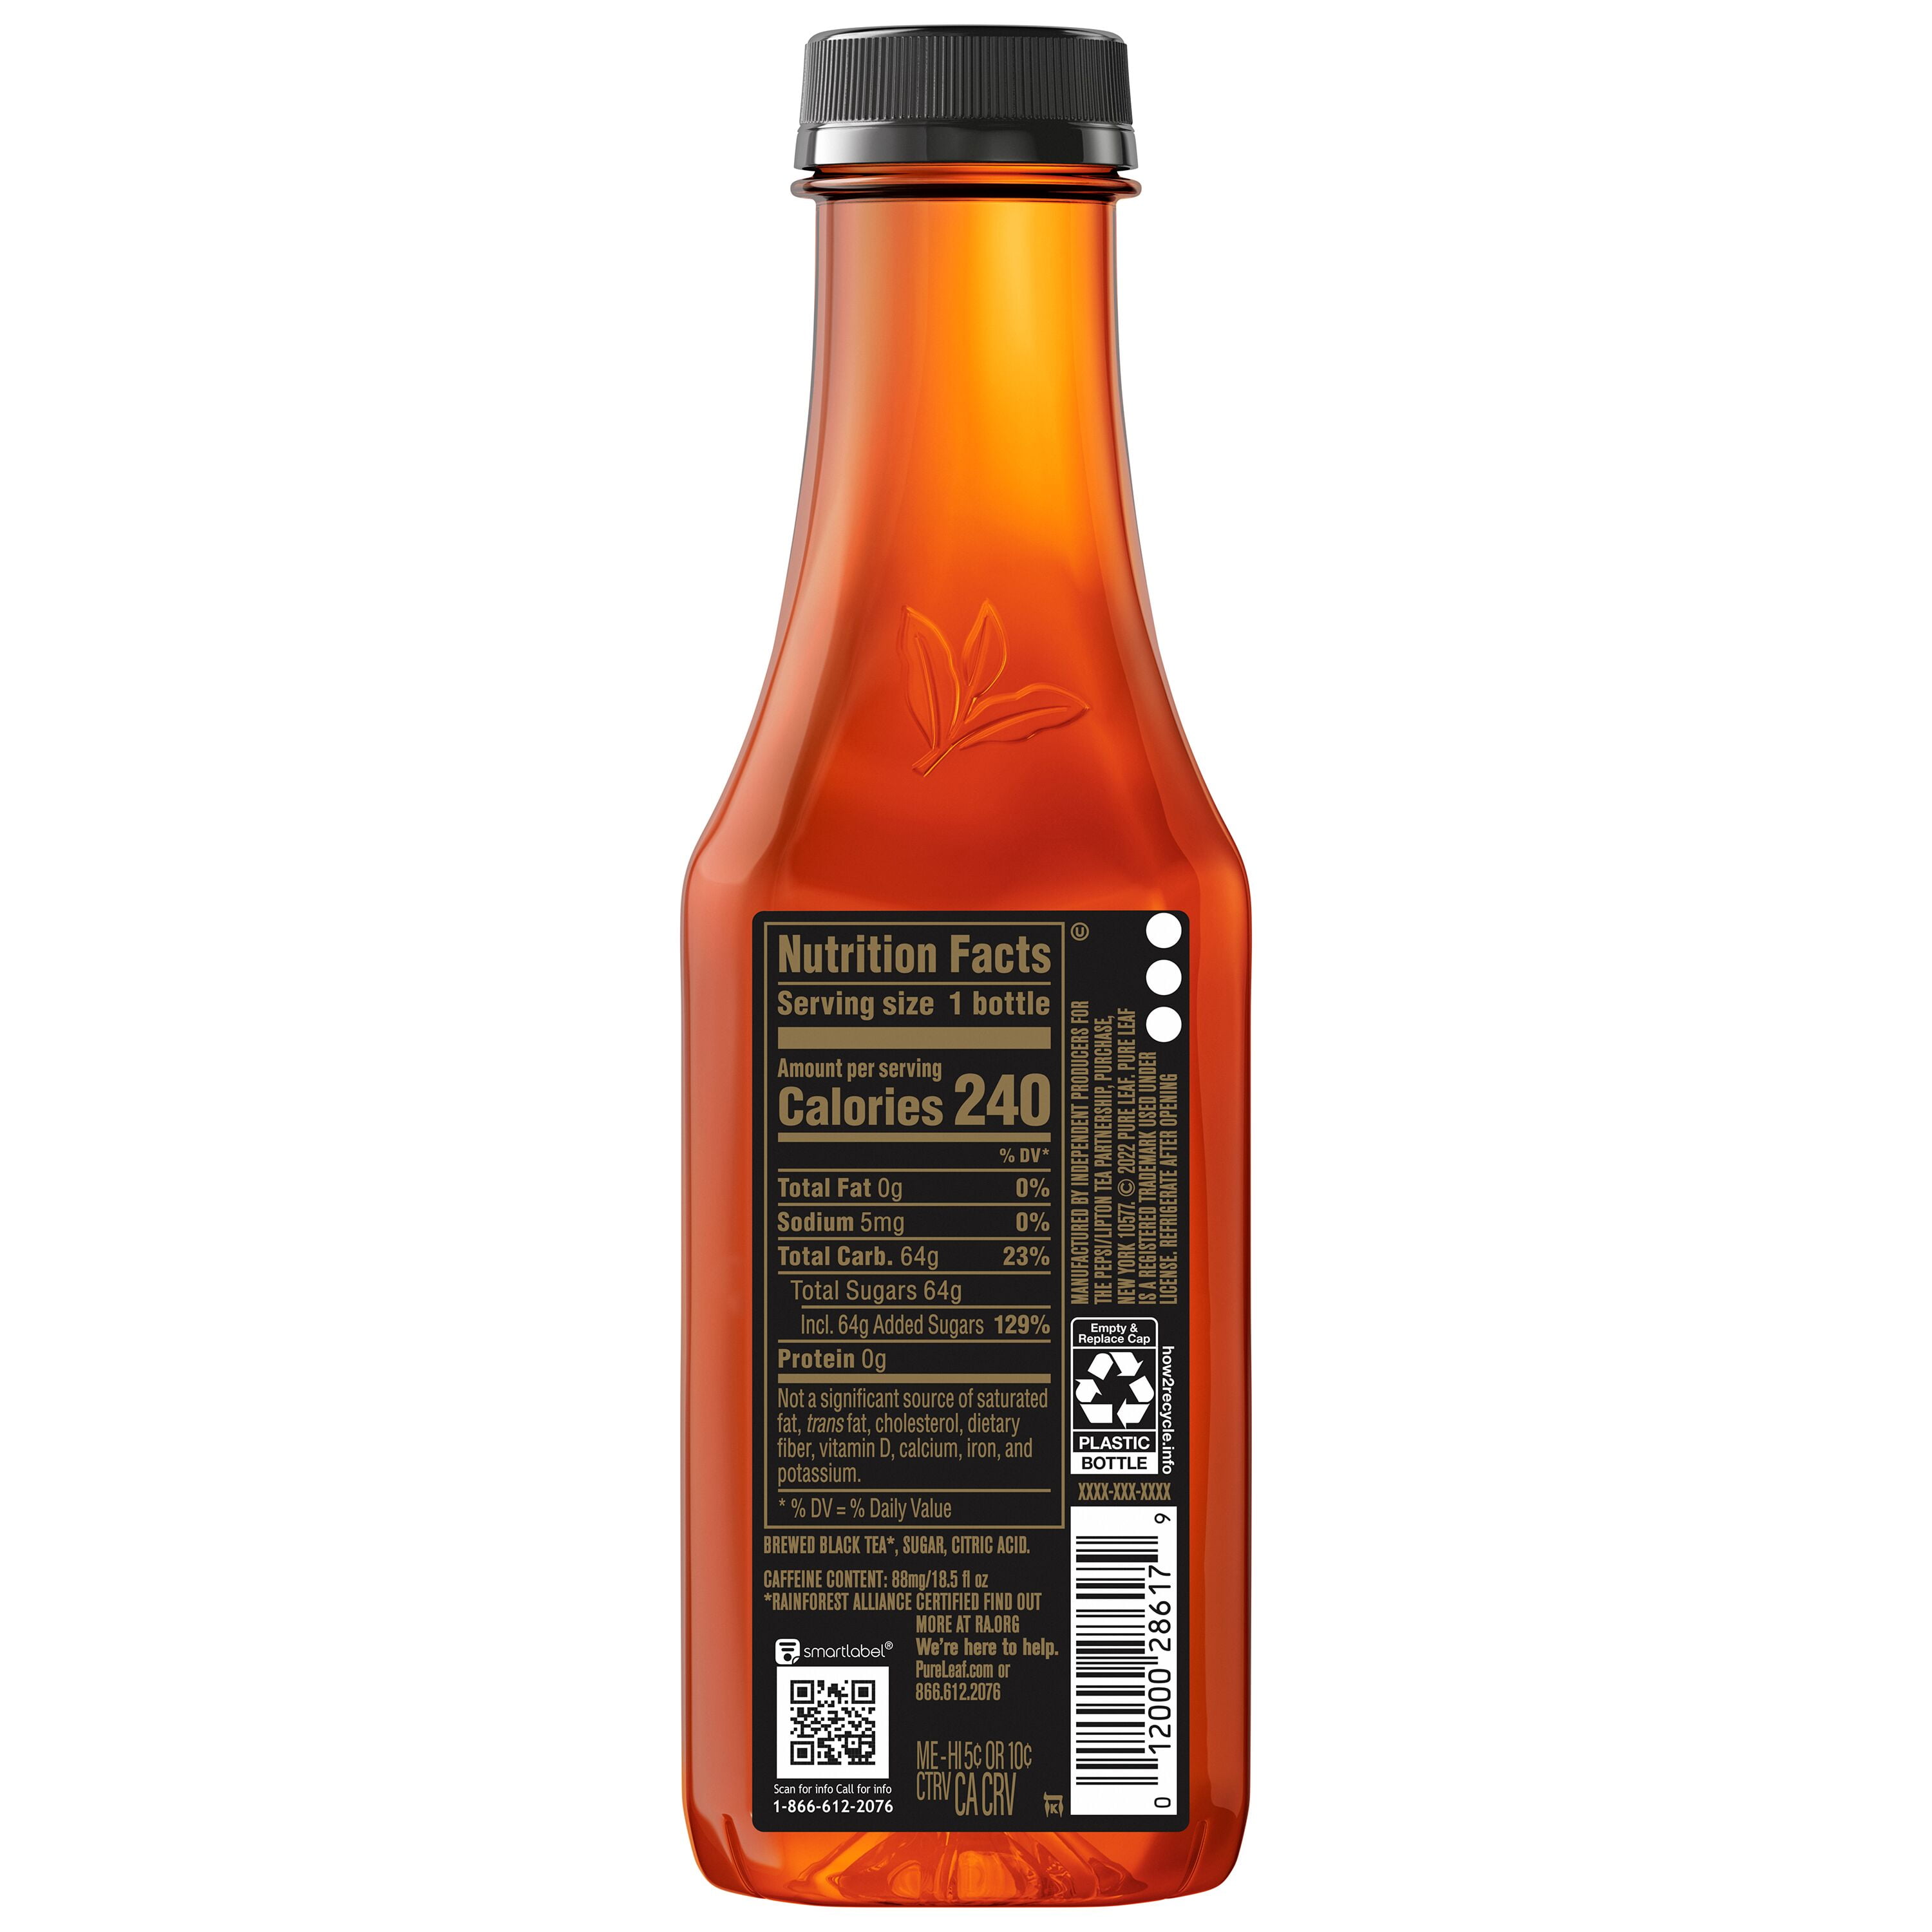 Nutrition Facts
Serving size 1 bottle
Amount per serving
Calories 240
% DV*
Total Fat 0g 0%
Sodium 5mg 0%
Total Carb. 64g 23%
Total Sugars 64g
Incl. 64g Added Sugars 129%
Protein 0g
Not a significant source of saturated
fat, trans fat, cholesterol, dietary
fiber, vitamin D, calcium, iron, and
potassium.
* % DV = % Daily Value
BREWED BLACK TEA*, SUGAR, CITRIC ACID.
CAFFEINE CONTENT: 88mg/18.5 fl oz
*RAINFOREST ALLIANCE CERTIFIED FIND OUT
MORE AT RA.ORG
We're here to help.
PureLeaf.com or
866.612.2076
smartlabel®
Scan for info Call for info
1-866-612-2076
ME-HI 5¢ OR 10¢
CTRV CA CRV
K
U
MANUFACTURED BY INDEPENDENT PRODUCERS FOR
THE PEPSI/LIPTON TEA PARTNERSHIP, PURCHASE,
NEW YORK 10577. © 2022 PURE LEAF. PURE LEAF
IS A REGISTERED TRADEMARK USED UNDER
LICENSE. REFRIGERATE AFTER OPENING
Empty &
Replace Cap
PLASTIC
BOTTLE
how2recycle.info
XXXX-XXX-XXXX
0 12000 28617 9